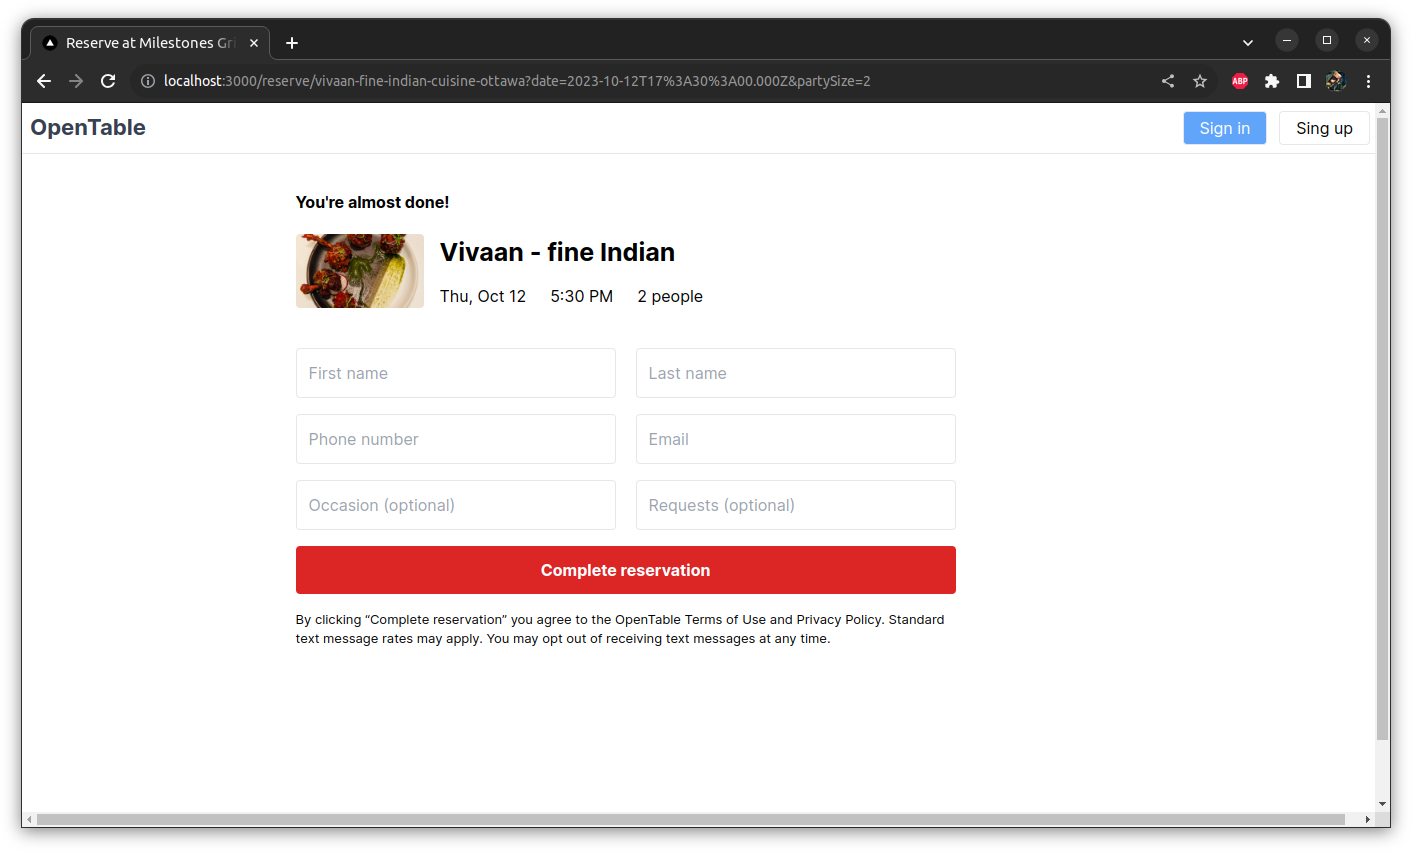 Reserve at Milestones Gri
localhost:3000/reserve/vivaan-fine-indian-cuisine-ottawa?date=2023-10-12T17%3A30%3A00.000Z&partySize=2
ABP
OpenTable
Sign in
Sing up
You're almost done!
Vivaan - fine Indian
Thu, Oct 12 5:30 PM 2 people
First name
Last name
Phone number
Email
Occasion (optional)
Requests (optional)
Complete reservation
By clicking “Complete reservation” you agree to the OpenTable Terms of Use and Privacy Policy. Standard
text message rates may apply. You may opt out of receiving text messages at any time.